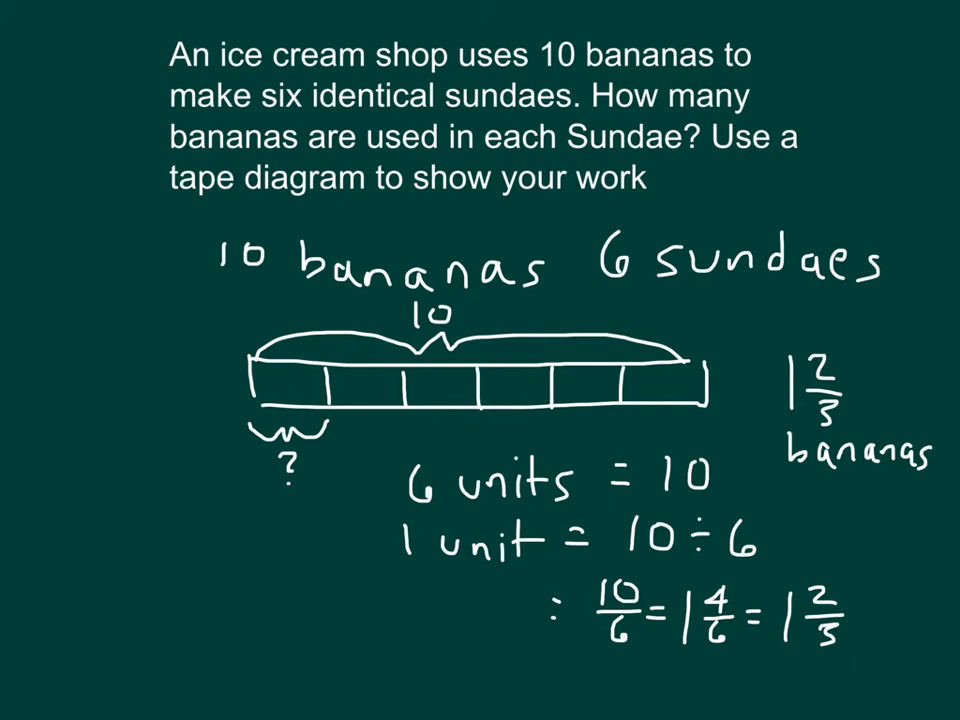 An ice cream shop uses 10 bananas to
make six identical sundaes. How many
bananas are used in each Sundae? Use a
tape diagram to show your work
10 bananas 6 sundaes
10
?
1 2/3
bananas
6 units = 10
1 unit = 10 ÷ 6
: 10/6 = 1 4/6 = 1 2/3